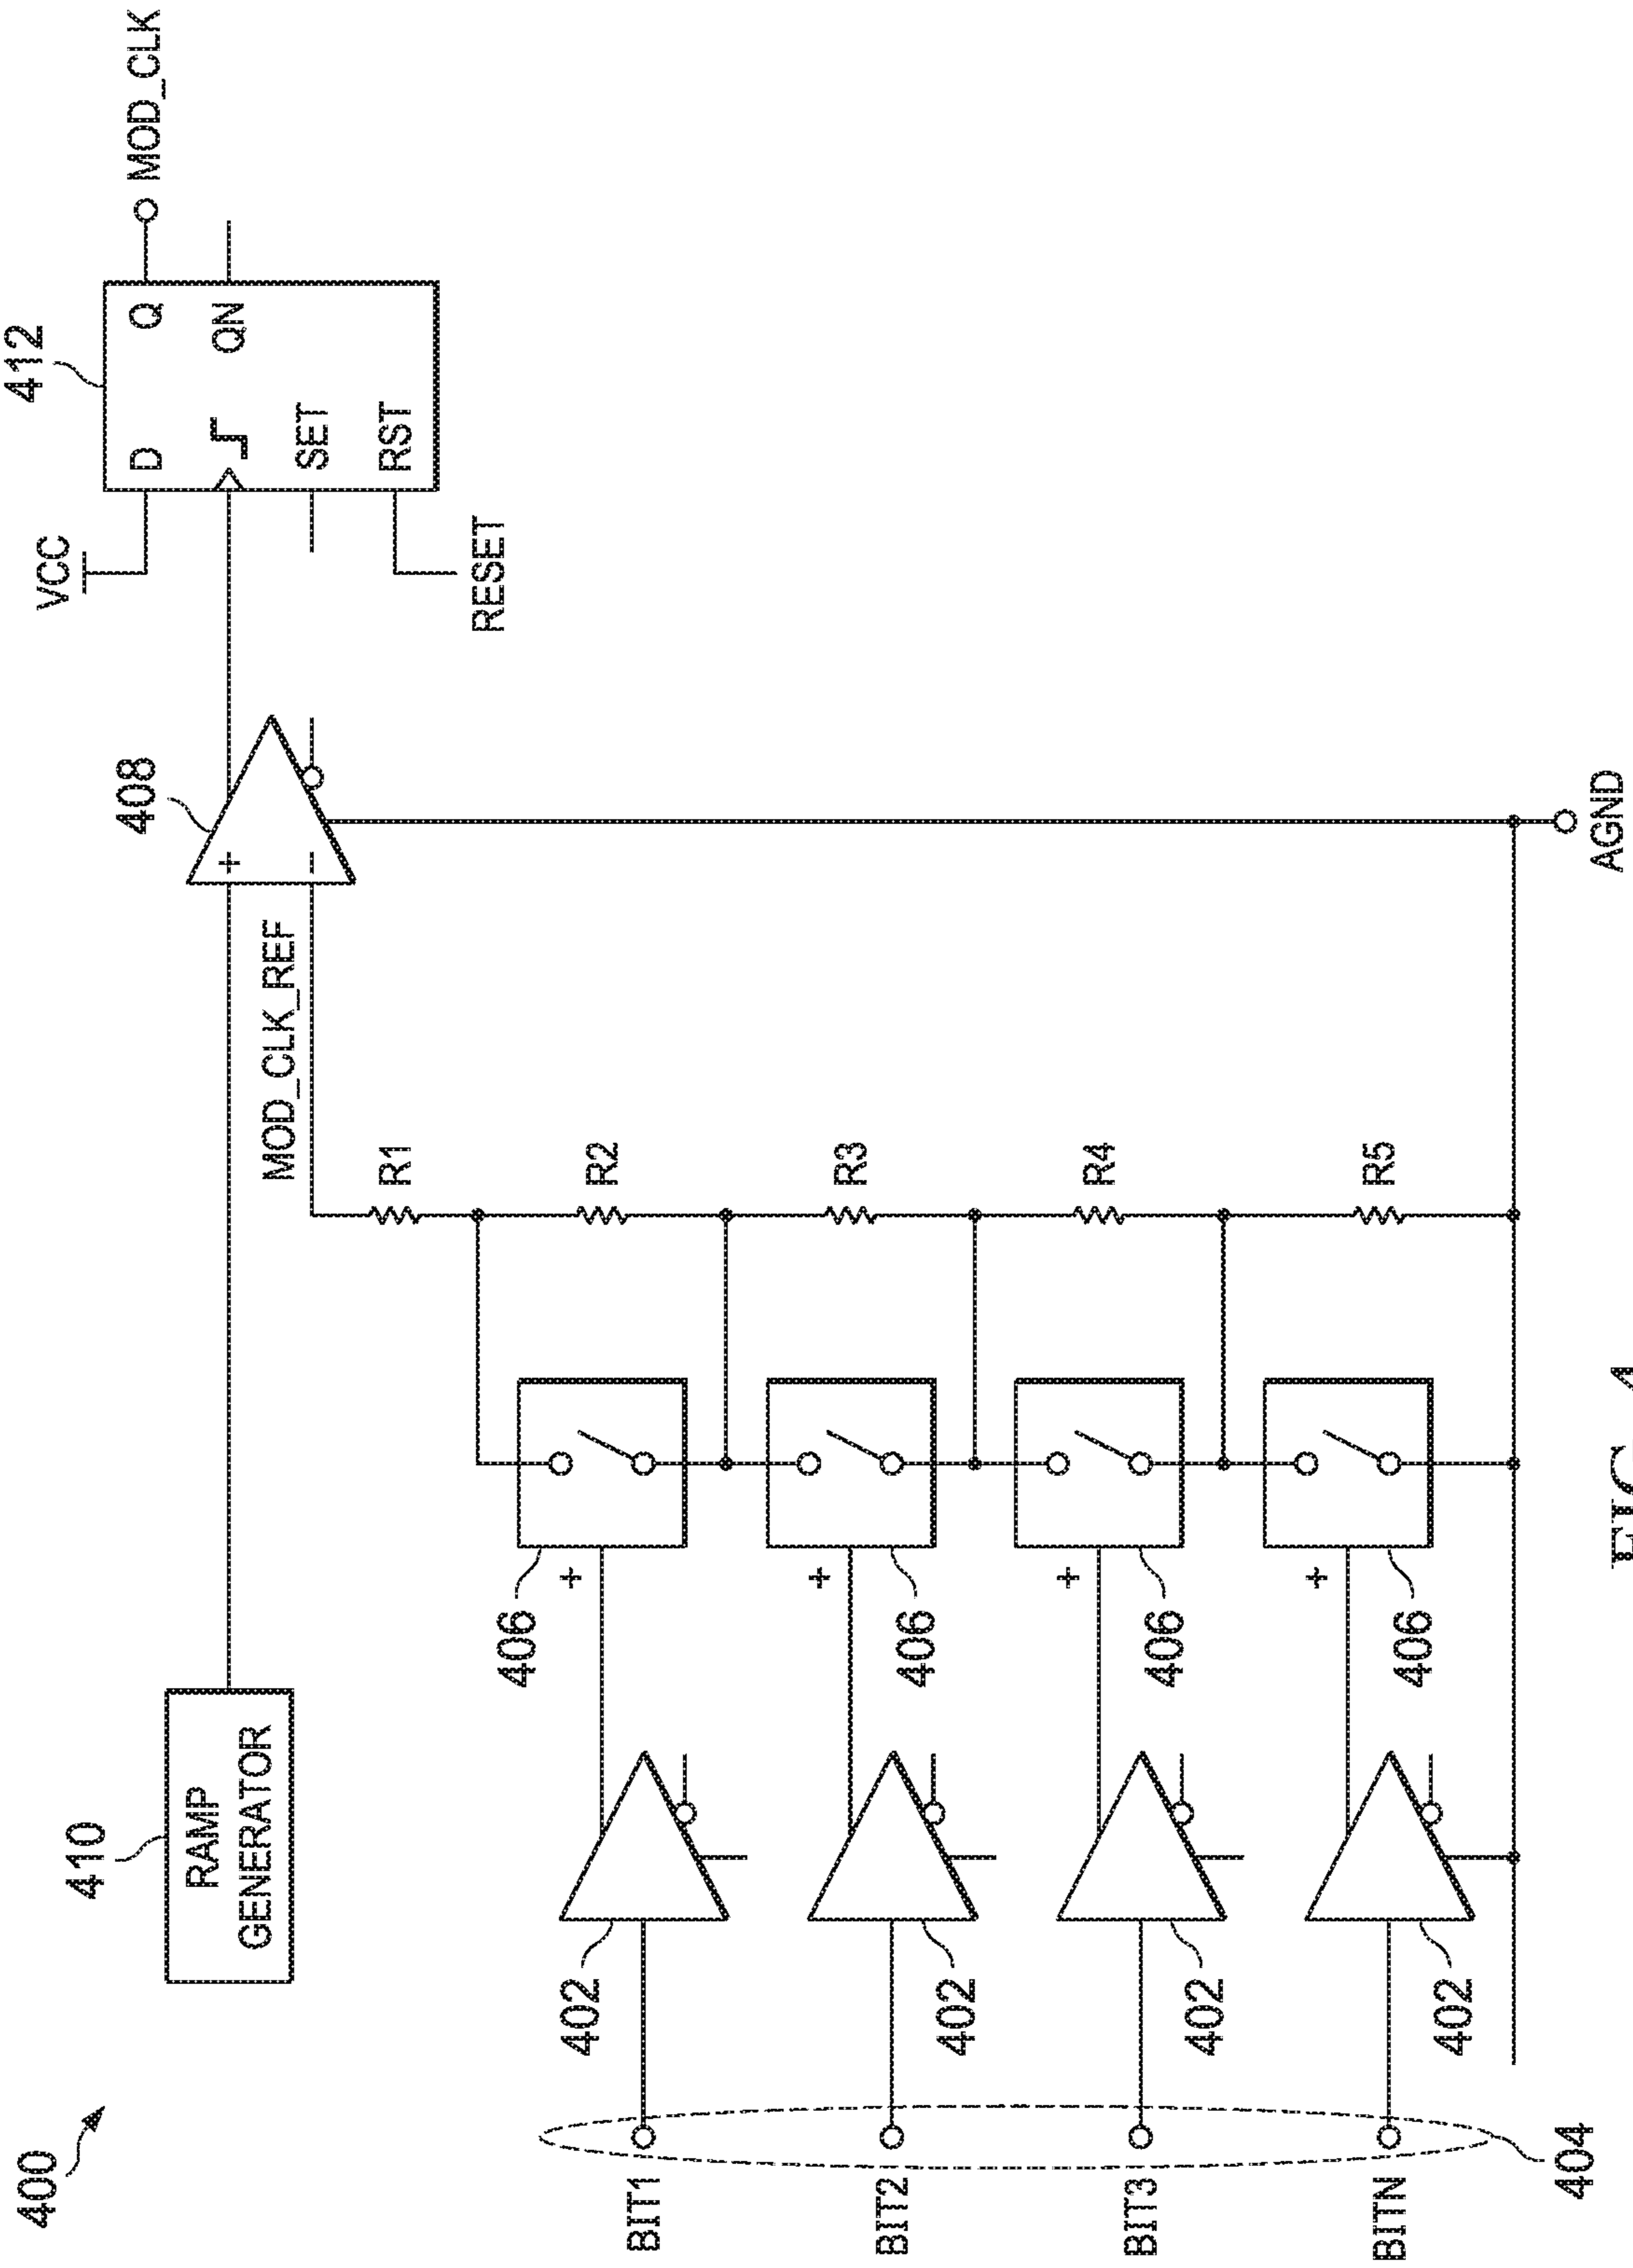 400
410
RAMP
GENERATOR
408
+
−
MOD_CLK_REF
VCC
412
D
Q
QN
SET
RST
RESET
MOD_CLK
R1
R2
R3
R4
R5
BIT1
402
406
+
BIT2
402
406
+
BIT3
402
406
+
BITN
402
406
+
404
AGND